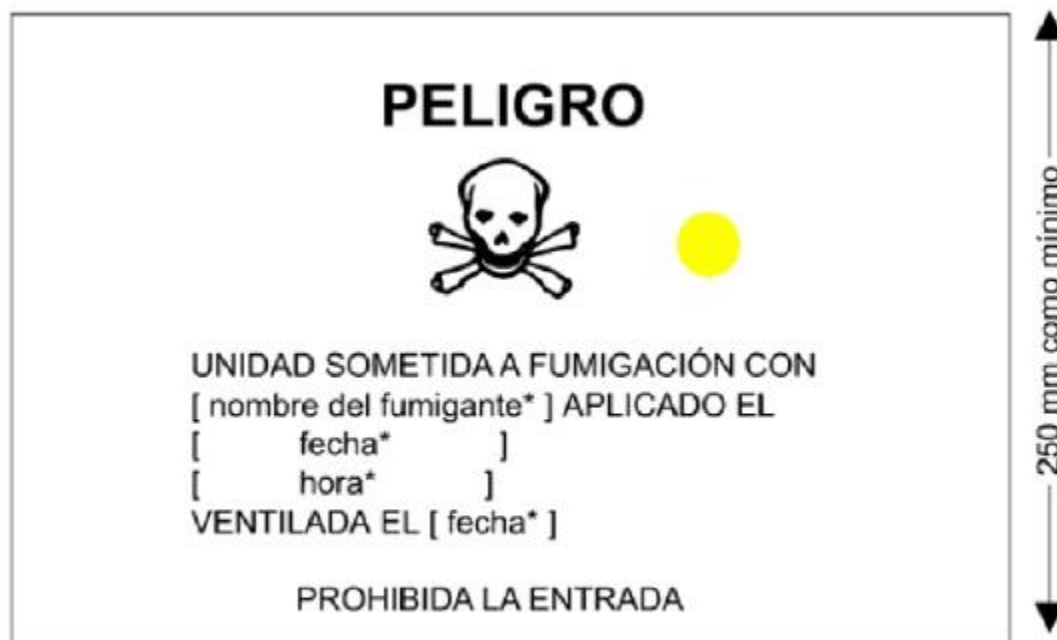 PELIGRO
UNIDAD SOMETIDA A FUMIGACIÓN CON
[ nombre del fumigante* ] APLICADO EL
[ fecha* ]
[ hora* ]
VENTILADA EL [ fecha* ]
PROHIBIDA LA ENTRADA
250 mm como mínimo